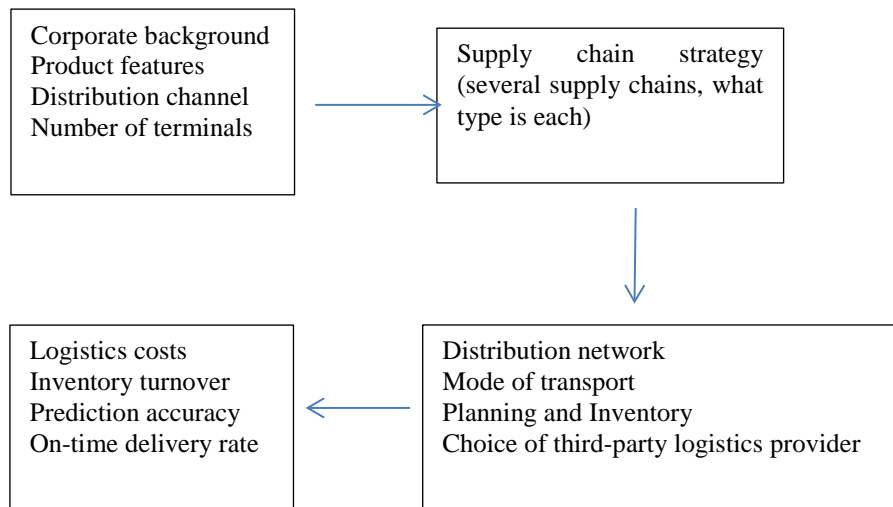 Corporate background
Product features
Distribution channel
Number of terminals
Supply chain strategy
(several supply chains, what
type is each)
Logistics costs
Inventory turnover
Prediction accuracy
On-time delivery rate
Distribution network
Mode of transport
Planning and Inventory
Choice of third-party logistics provider